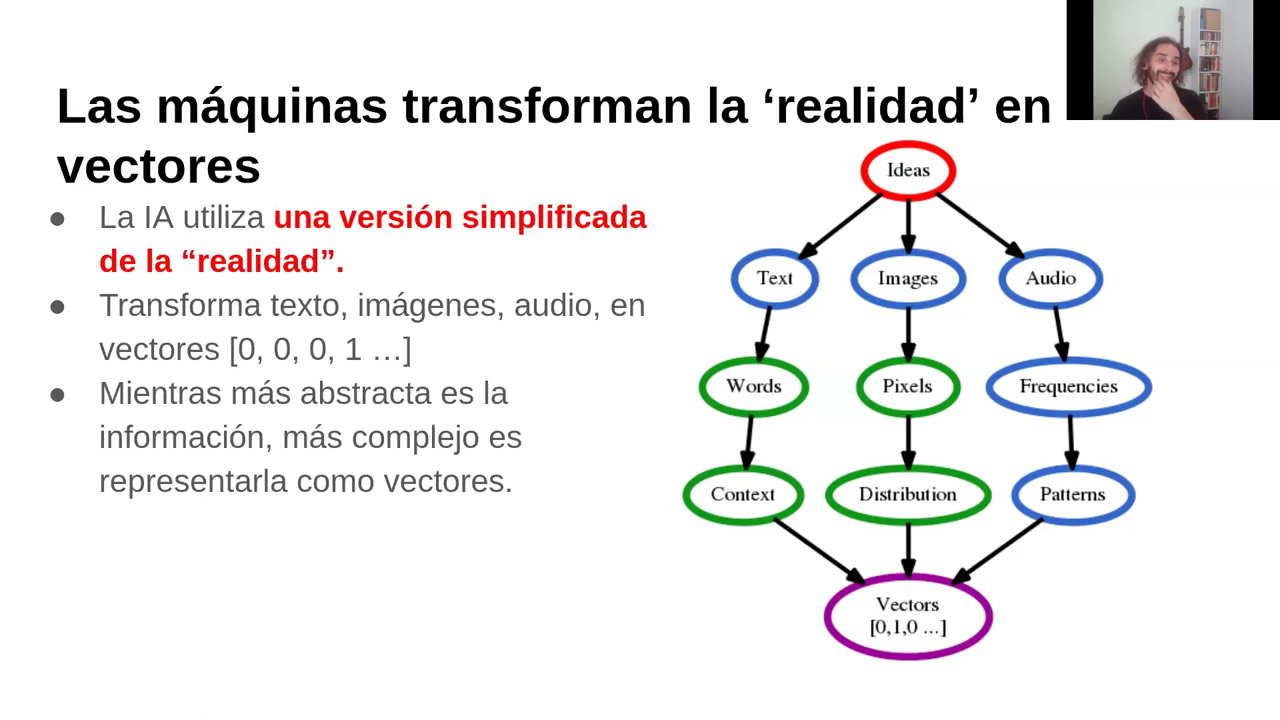 Las máquinas transforman la ‘realidad’ en
vectores
● La IA utiliza una versión simplificada
de la “realidad”.
● Transforma texto, imágenes, audio, en
vectores [0, 0, 0, 1 …]
● Mientras más abstracta es la
información, más complejo es
representarla como vectores.
Ideas
Text
Images
Audio
Words
Pixels
Frequencies
Context
Distribution
Patterns
Vectors
[0,1,0 ...]